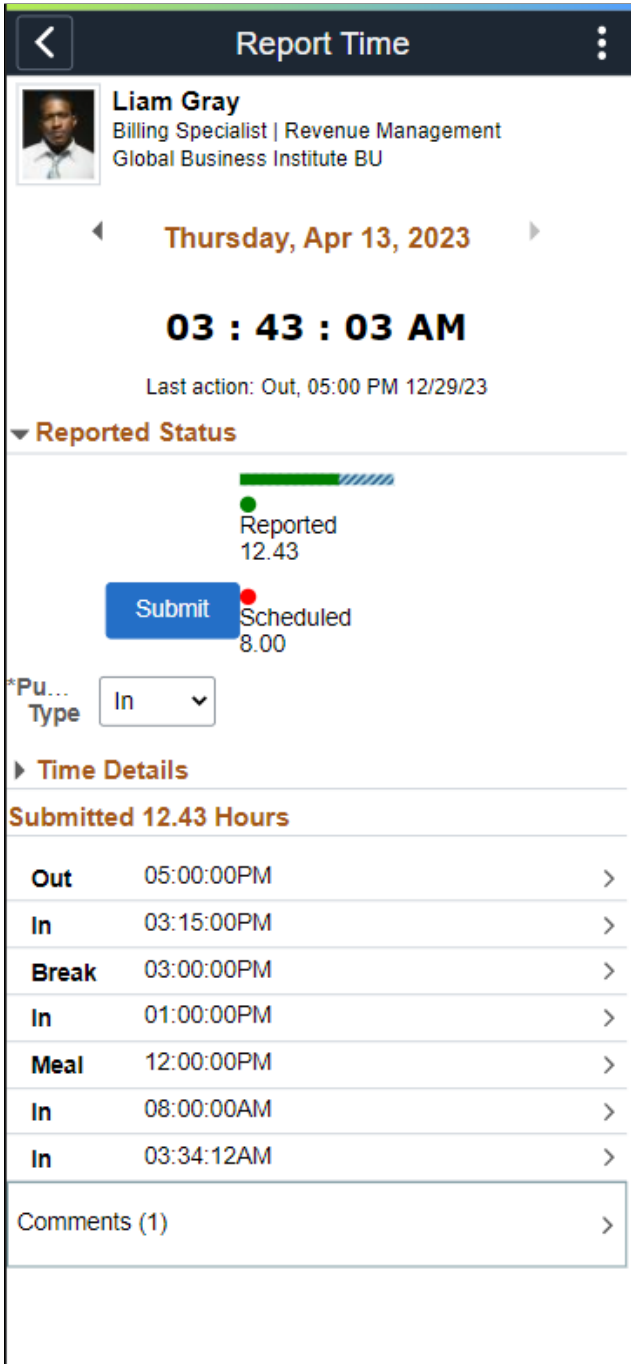 Report Time
Liam Gray
Billing Specialist | Revenue Management
Global Business Institute BU
Thursday, Apr 13, 2023
03 : 43 : 03 AM
Last action: Out, 05:00 PM 12/29/23
Reported Status
Reported
12.43
Submit
Scheduled
8.00
*Pu...
Type
In
Time Details
Submitted 12.43 Hours
Out 05:00:00PM
In 03:15:00PM
Break 03:00:00PM
In 01:00:00PM
Meal 12:00:00PM
In 08:00:00AM
In 03:34:12AM
Comments (1)